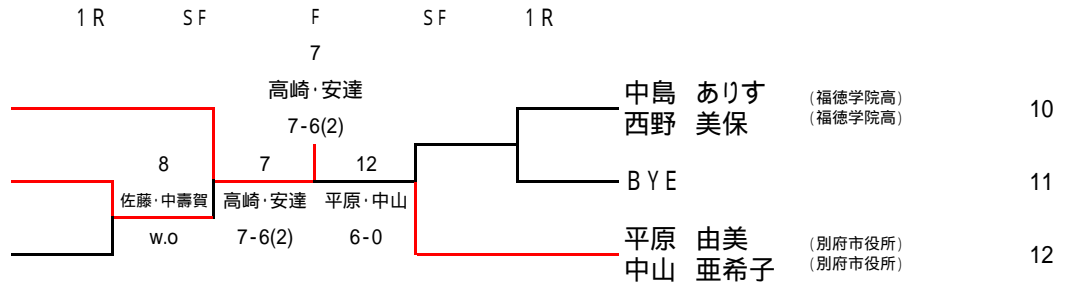 1R SF F SF 1R
7
高崎･安達
7-6(2)
中島 ありす (福徳学院高) 10
西野 美保 (福徳学院高)
8 7 12
BYE 11
佐藤･中壽賀 高崎･安達 平原･中山
w.o 7-6(2) 6-0
平原 由美 (別府市役所) 12
中山 亜希子 (別府市役所)